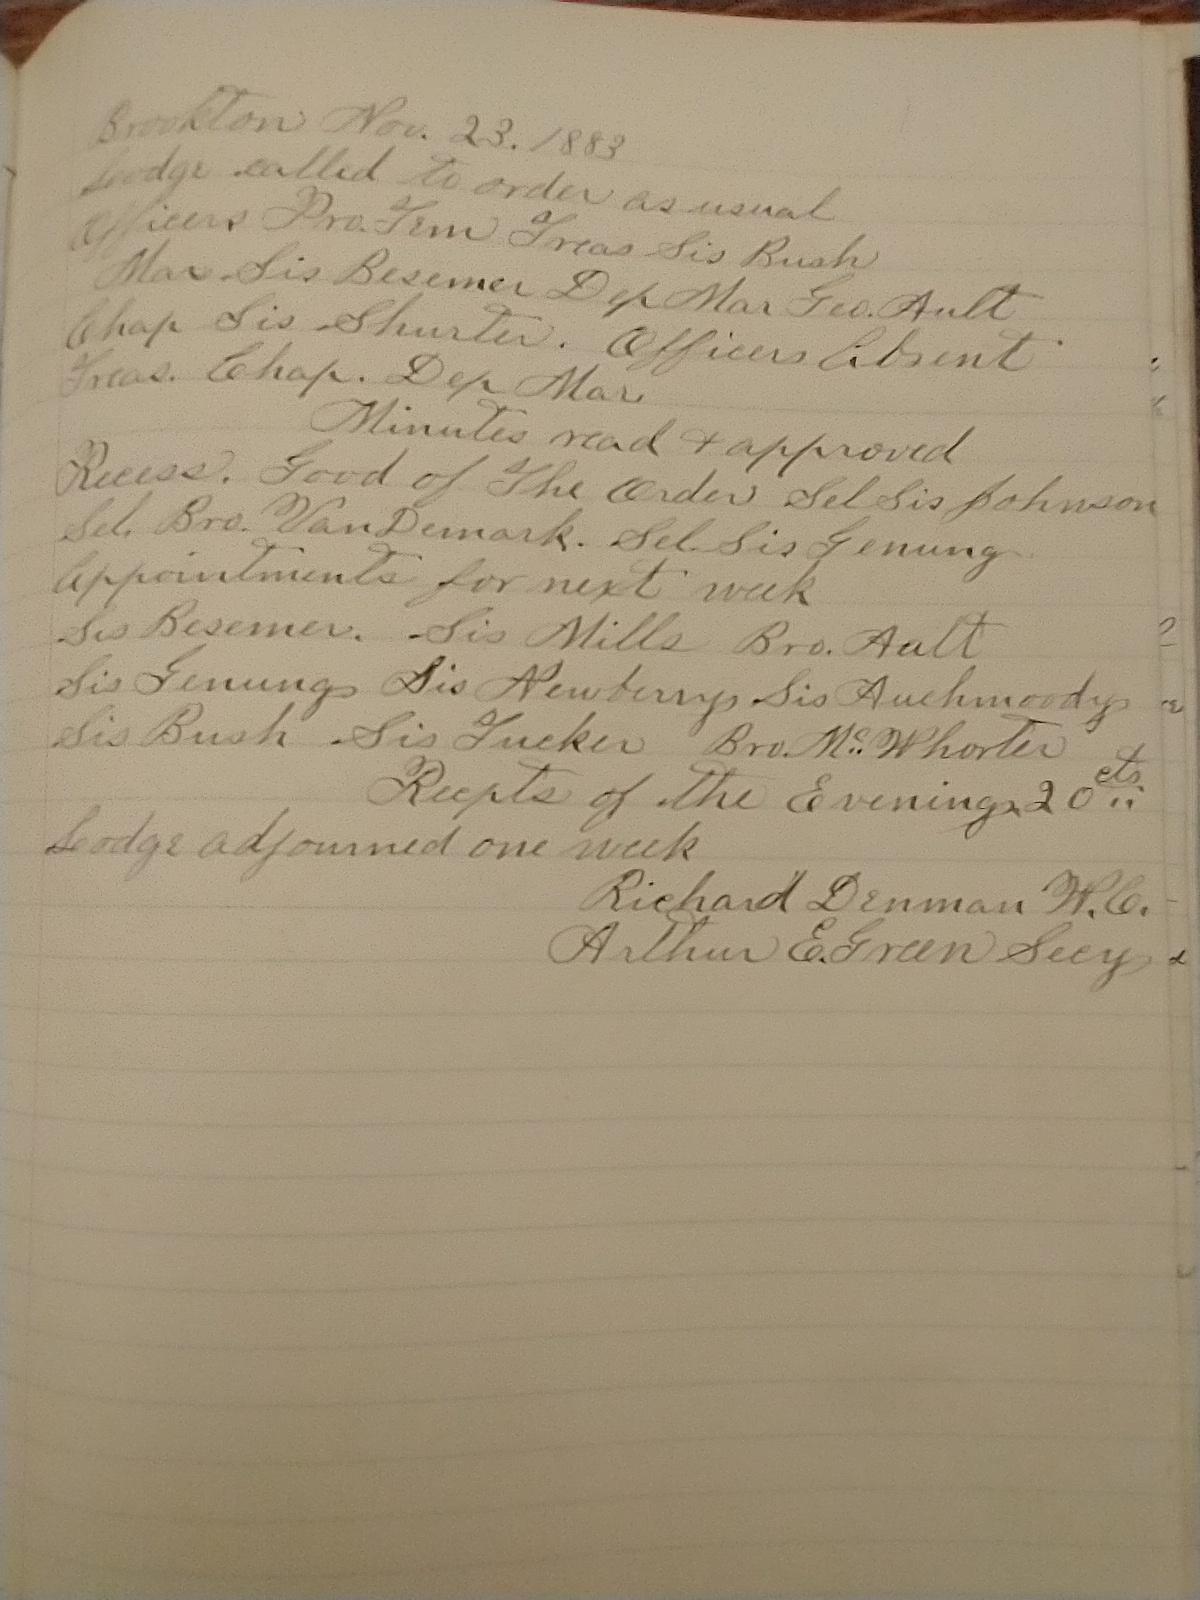 Brookton Nov. 23. 1883
Lodge called to order as usual
Officers Pro. Tem Treas Sis Bush
Mar. Sis Besemer Dep Mar Geo. Ault
Chap Sis Shurter. Officers Absent
Treas. Chap. Dep Mar.
Minutes read & approved
Recess. Good of The Order Sel Sis Johnson
Sel. Bro. VanDemark. Sel. Sis Genung
Appointments for next week
Sis Besemer. Sis Mills Bro. Ault
Sis Genung Sis Newberry Sis Auchmoody
Sis Bush Sis Tucker Bro. Mc. Whorter
Recpts of the Evening 20 cts
Lodge adjourned one week
Richard Denman W.C.
Arthur E. Green Secy